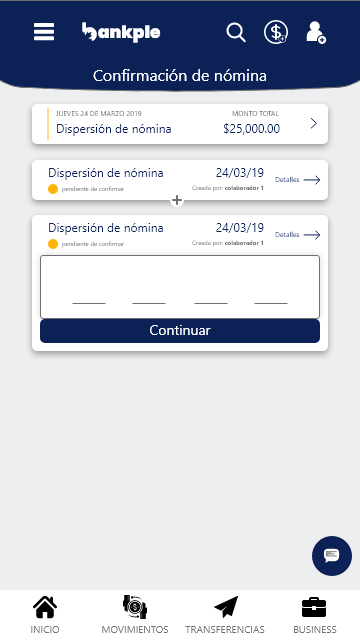 bankple
Confirmación de nómina
JUEVES 24 DE MARZO 2019
MONTO TOTAL
Dispersión de nómina
$25,000.00
Dispersión de nómina
24/03/19
Detalles
pendiente de confirmar
Creada por: colaborador 1
Dispersión de nómina
24/03/19
Detalles
pendiente de confirmar
Creada por: colaborador 1
Continuar
INICIO
MOVIMIENTOS
TRANSFERENCIAS
BUSINESS